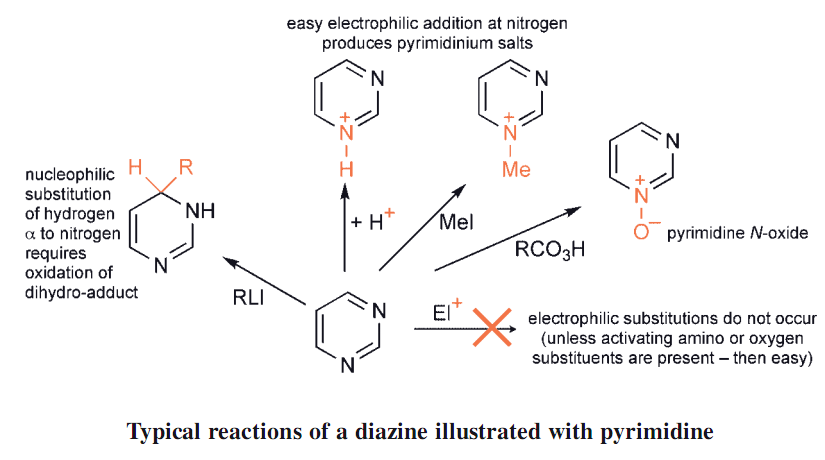 easy electrophilic addition at nitrogen
produces pyrimidinium salts
N
+
N
H
N
+
N
Me
N
+
N
O−
pyrimidine N-oxide
nucleophilic
substitution
of hydrogen
α to nitrogen
requires
oxidation of
dihydro-adduct
H
R
NH
N
+ H+
MeI
RCO3H
RLI
N
N
El+
electrophilic substitutions do not occur
(unless activating amino or oxygen
substituents are present – then easy)
Typical reactions of a diazine illustrated with pyrimidine